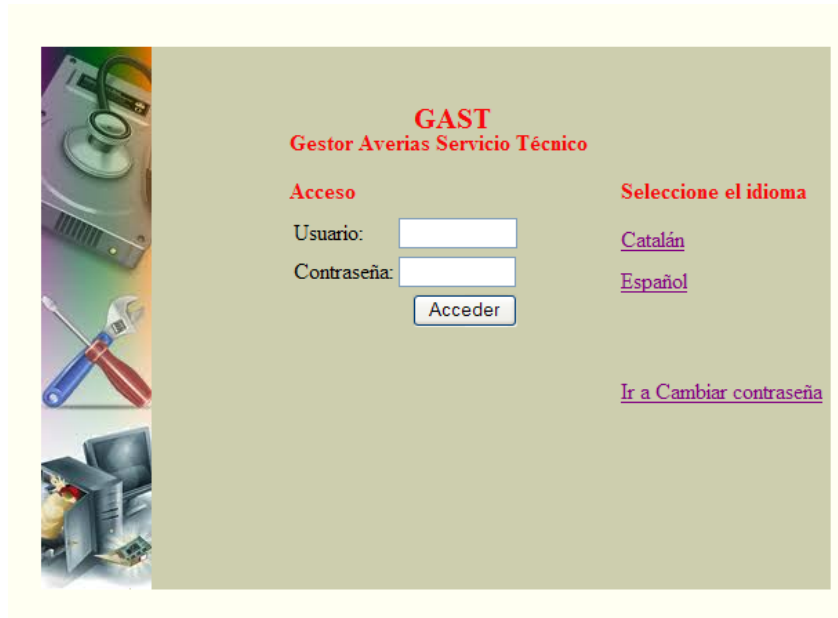 GAST
Gestor Averias Servicio Técnico
Acceso
Usuario:
Contraseña:
Acceder
Seleccione el idioma
Catalán
Español
Ir a Cambiar contraseña